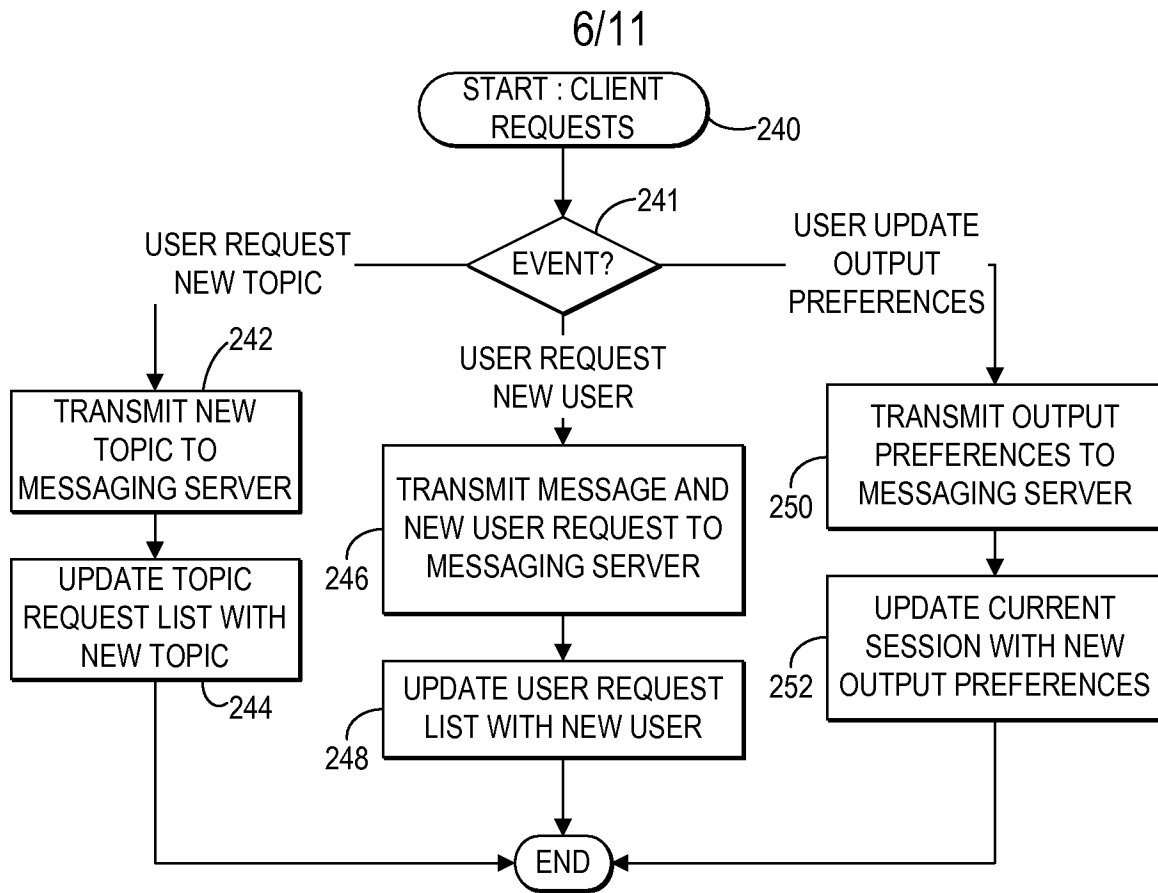 6/11
START : CLIENT
REQUESTS
240
241
EVENT?
USER REQUEST
NEW TOPIC
USER UPDATE
OUTPUT
PREFERENCES
USER REQUEST
NEW USER
242
TRANSMIT NEW
TOPIC TO
MESSAGING SERVER
UPDATE TOPIC
REQUEST LIST WITH
NEW TOPIC
244
TRANSMIT MESSAGE AND
NEW USER REQUEST TO
MESSAGING SERVER
246
UPDATE USER REQUEST
LIST WITH NEW USER
248
TRANSMIT OUTPUT
PREFERENCES TO
MESSAGING SERVER
250
UPDATE CURRENT
SESSION WITH NEW
OUTPUT PREFERENCES
252
END